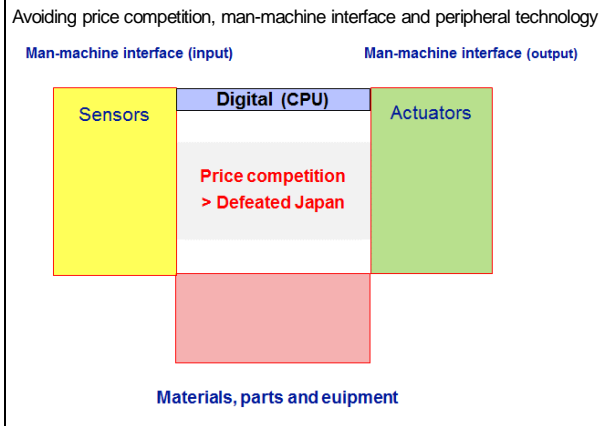 Avoiding price competition, man-machine interface and peripheral technology
Man-machine interface (input)
Man-machine interface (output)
Digital (CPU)
Sensors
Actuators
Price competition
> Defeated Japan
Materials, parts and euipment